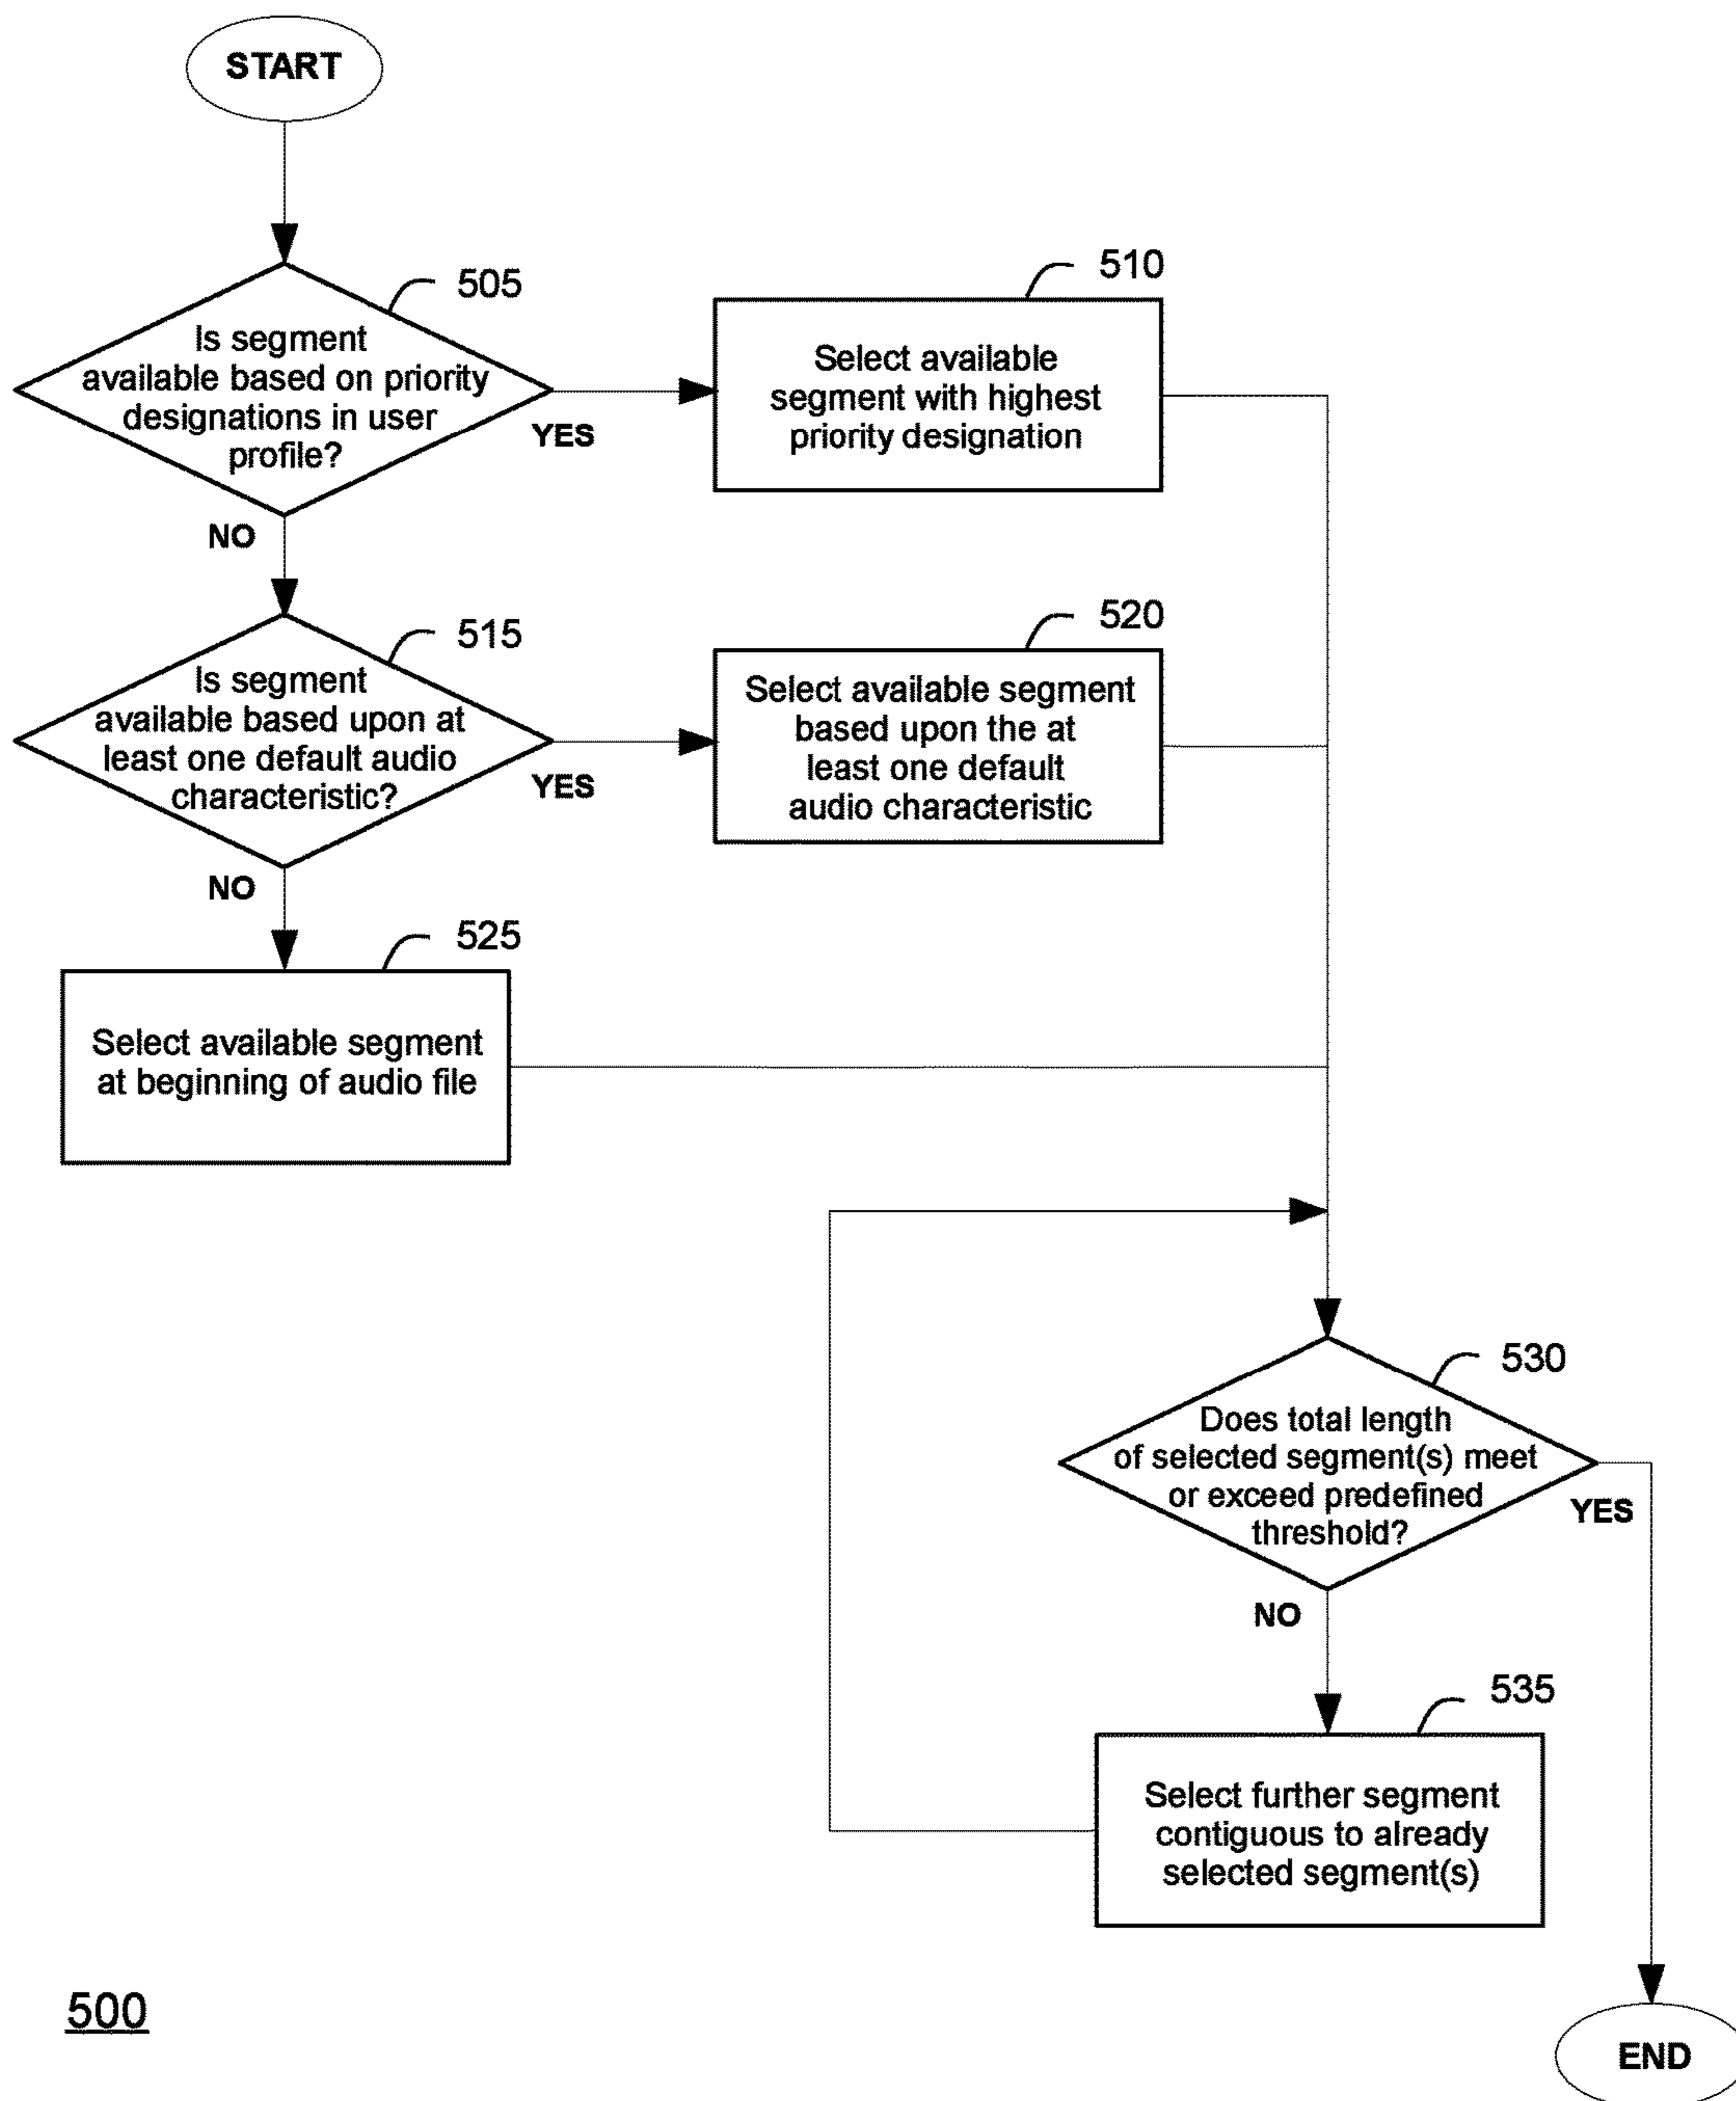 START
505
Is segment
available based on priority
designations in user
profile?
YES
NO
510
Select available
segment with highest
priority designation
515
Is segment
available based upon at
least one default audio
characteristic?
YES
NO
520
Select available segment
based upon the at
least one default
audio characteristic
525
Select available segment
at beginning of audio file
530
Does total length
of selected segment(s) meet
or exceed predefined
threshold?
YES
NO
535
Select further segment
contiguous to already
selected segment(s)
500
END